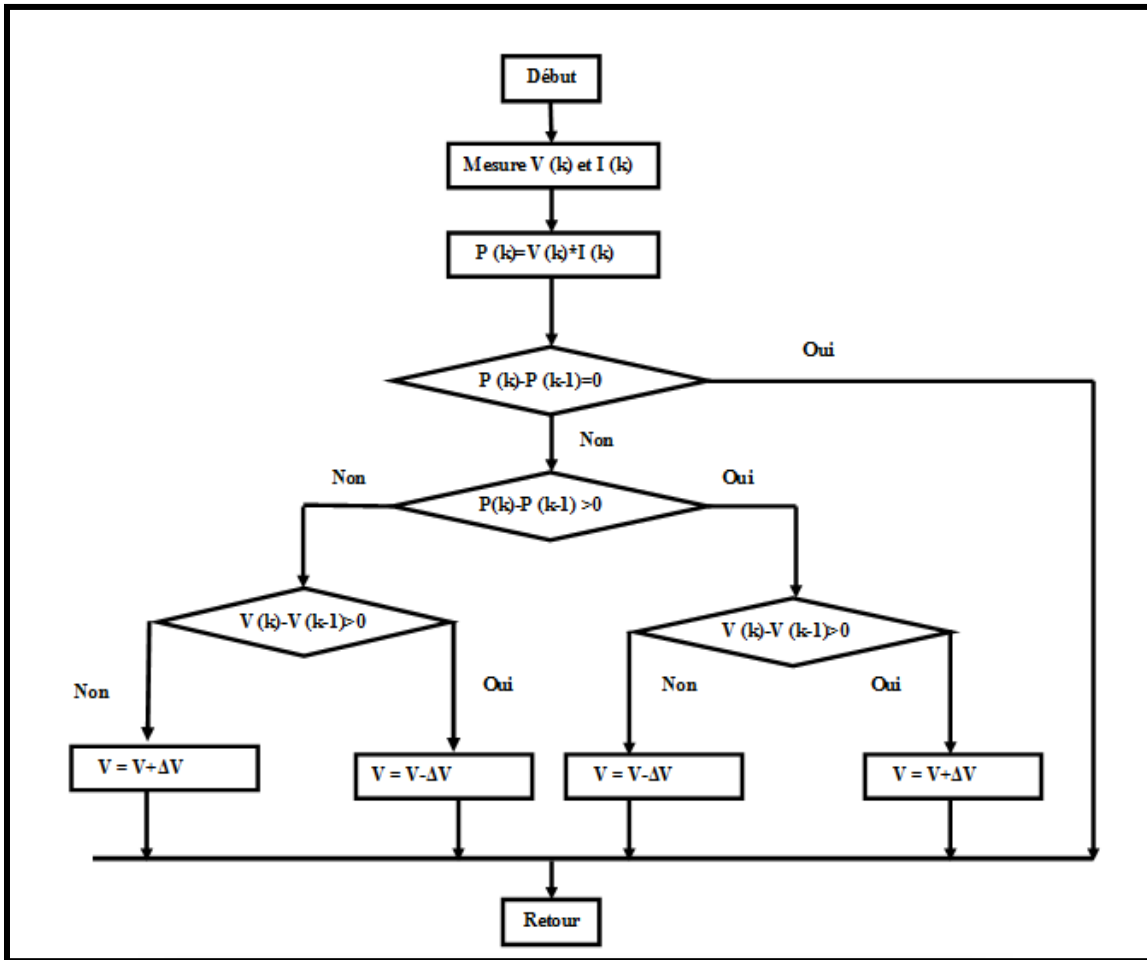 Début
Mesure V (k) et I (k)
P (k)=V (k)*I (k)
Oui
P (k)-P (k-1)=0
Non
Non
Oui
P(k)-P (k-1) >0
V (k)-V (k-1)>0
V (k)-V (k-1)>0
Non
Oui
Non
Oui
V = V+ΔV
V = V-ΔV
V = V-ΔV
V = V+ΔV
Retour